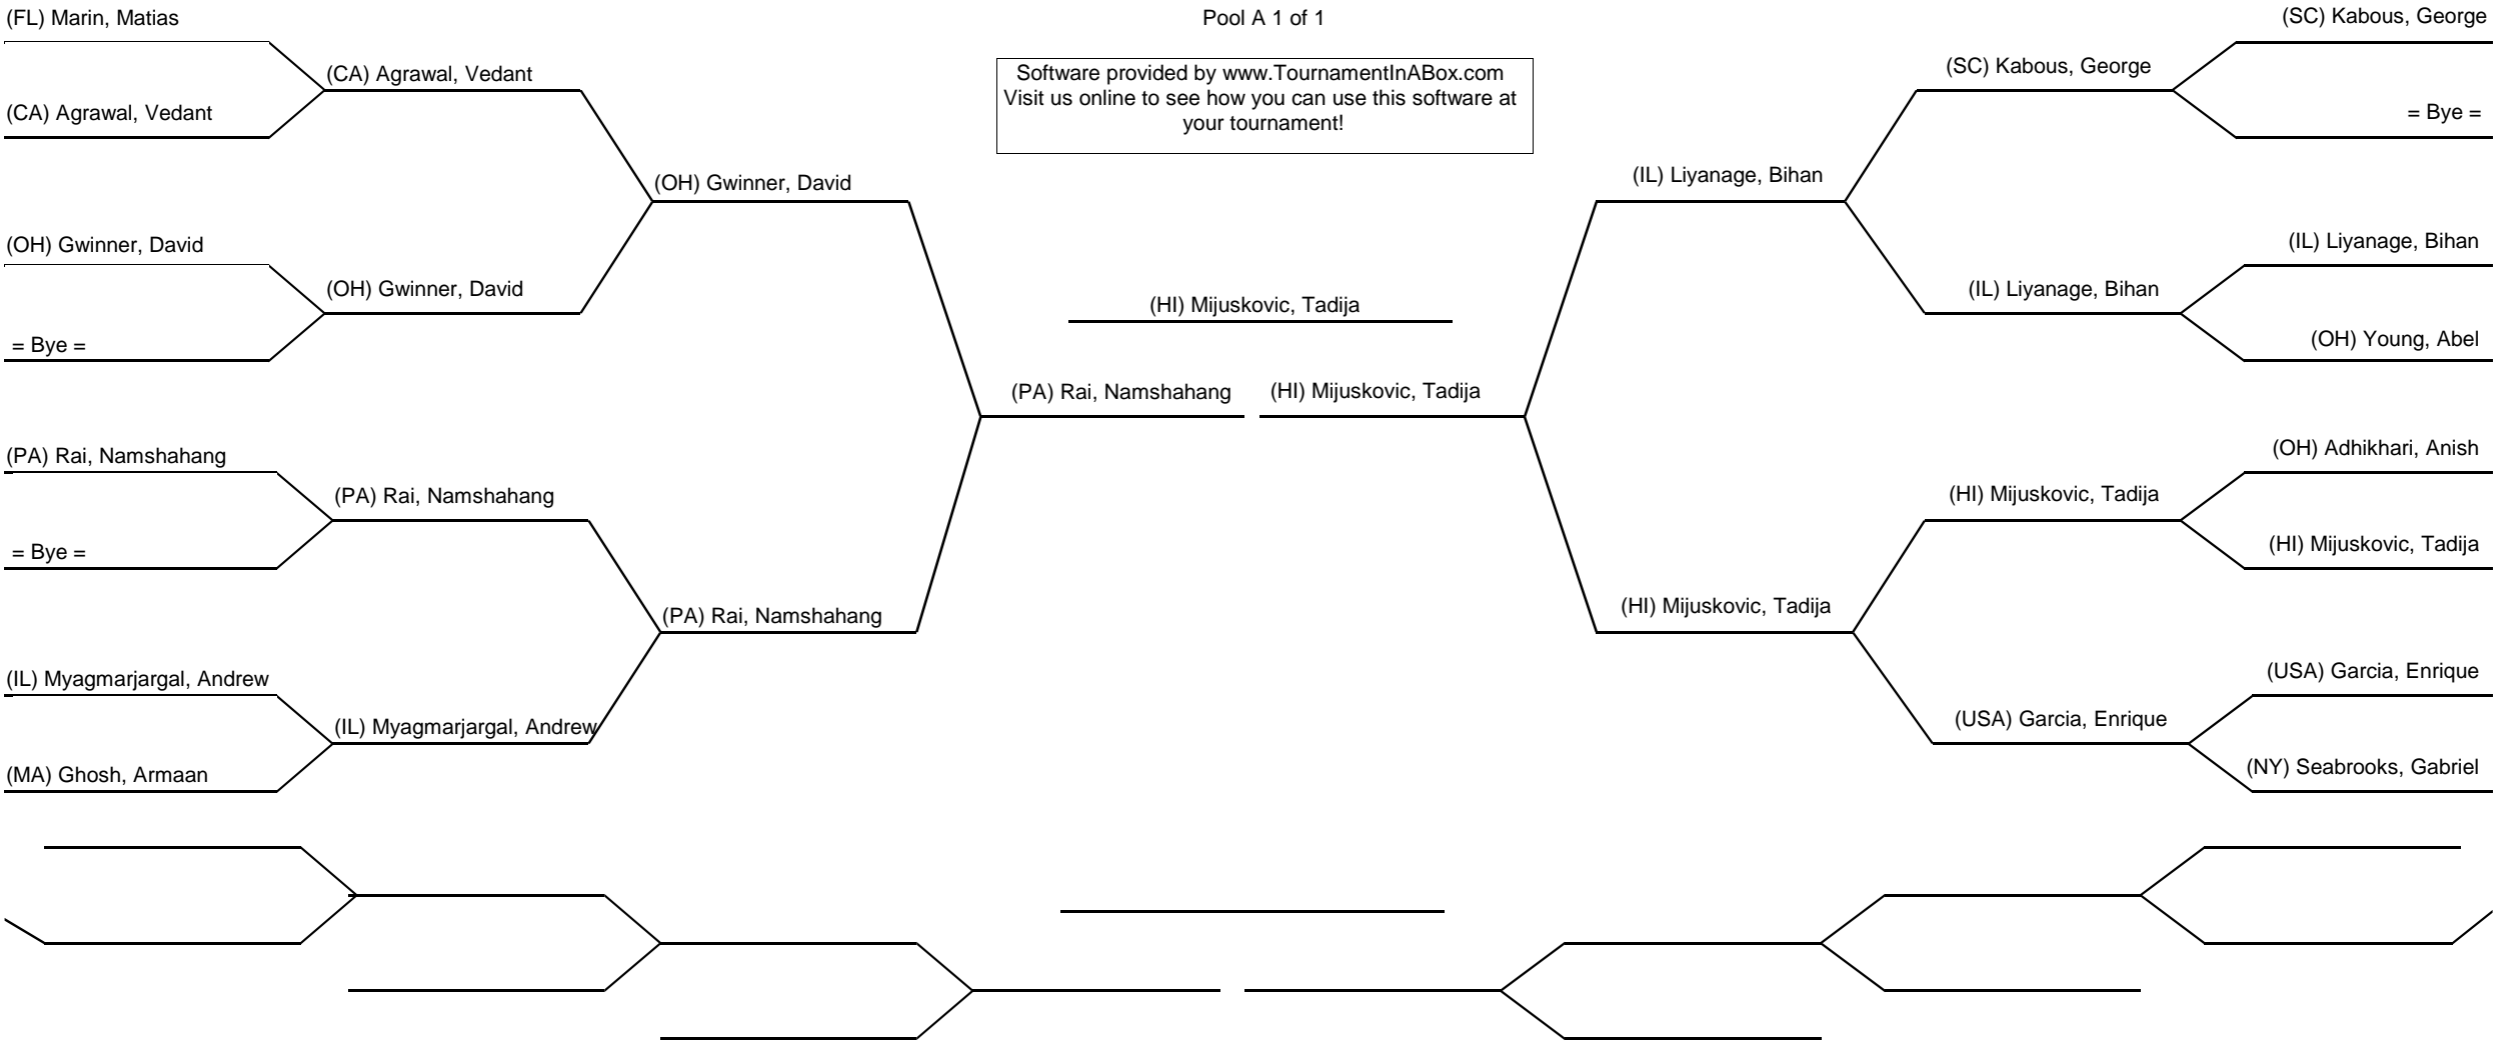 (FL) Marin, Matias
(CA) Agrawal, Vedant
(OH) Gwinner, David
= Bye =
(PA) Rai, Namshahang
= Bye =
(IL) Myagmarjargal, Andrew
(MA) Ghosh, Armaan
(CA) Agrawal, Vedant
(OH) Gwinner, David
(PA) Rai, Namshahang
(IL) Myagmarjargal, Andrew
(OH) Gwinner, David
(PA) Rai, Namshahang
Pool A 1 of 1
Software provided by www.TournamentInABox.com
Visit us online to see how you can use this software at
your tournament!
(HI) Mijuskovic, Tadija
(PA) Rai, Namshahang
(HI) Mijuskovic, Tadija
(IL) Liyanage, Bihan
(HI) Mijuskovic, Tadija
(SC) Kabous, George
(IL) Liyanage, Bihan
(HI) Mijuskovic, Tadija
(USA) Garcia, Enrique
(SC) Kabous, George
= Bye =
(IL) Liyanage, Bihan
(OH) Young, Abel
(OH) Adhikhari, Anish
(HI) Mijuskovic, Tadija
(USA) Garcia, Enrique
(NY) Seabrooks, Gabriel